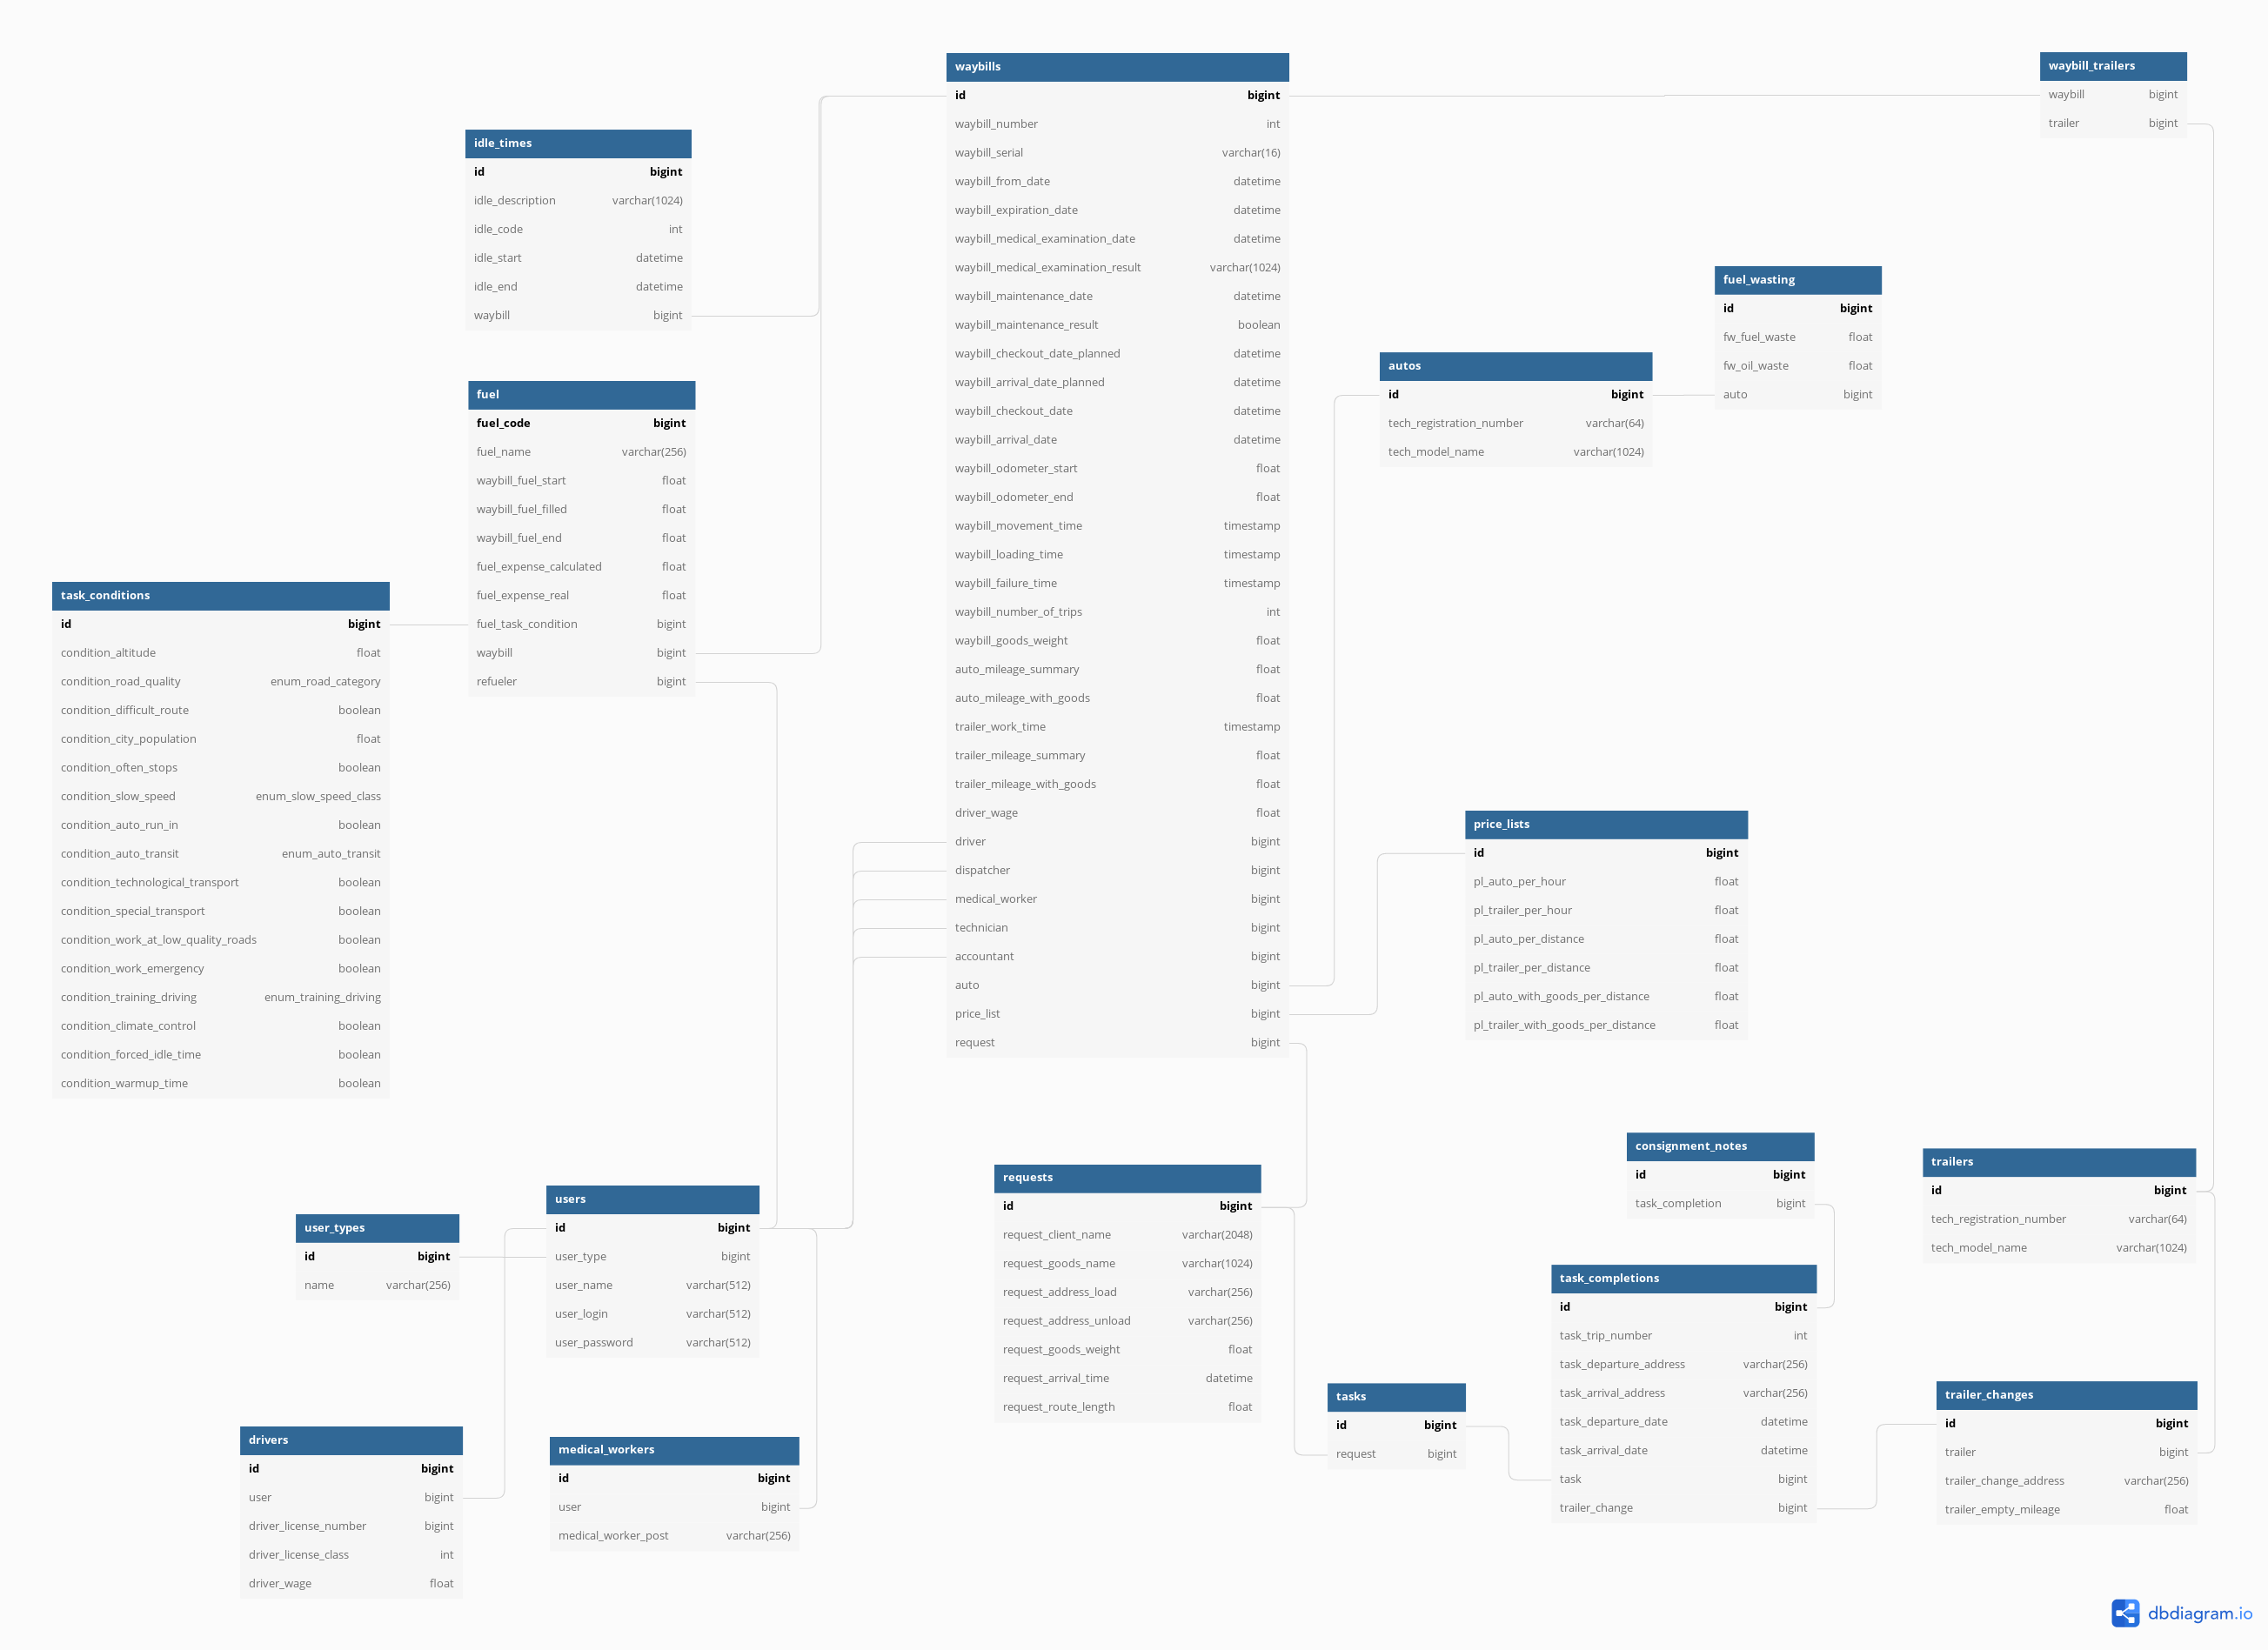 waybills
id bigint
waybill_number int
waybill_serial varchar(16)
waybill_from_date datetime
waybill_expiration_date datetime
waybill_medical_examination_date datetime
waybill_medical_examination_result varchar(1024)
waybill_maintenance_date datetime
waybill_maintenance_result boolean
waybill_checkout_date_planned datetime
waybill_arrival_date_planned datetime
waybill_checkout_date datetime
waybill_arrival_date datetime
waybill_odometer_start float
waybill_odometer_end float
waybill_movement_time timestamp
waybill_loading_time timestamp
waybill_failure_time timestamp
waybill_number_of_trips int
waybill_goods_weight float
auto_mileage_summary float
auto_mileage_with_goods float
trailer_work_time timestamp
trailer_mileage_summary float
trailer_mileage_with_goods float
driver_wage float
driver bigint
dispatcher bigint
medical_worker bigint
technician bigint
accountant bigint
auto bigint
price_list bigint
request bigint
waybill_trailers
waybill bigint
trailer bigint
idle_times
id bigint
idle_description varchar(1024)
idle_code int
idle_start datetime
idle_end datetime
waybill bigint
fuel_wasting
id bigint
fw_fuel_waste float
fw_oil_waste float
auto bigint
autos
id bigint
tech_registration_number varchar(64)
tech_model_name varchar(1024)
fuel
fuel_code bigint
fuel_name varchar(256)
waybill_fuel_start float
waybill_fuel_filled float
waybill_fuel_end float
fuel_expense_calculated float
fuel_expense_real float
fuel_task_condition bigint
waybill bigint
refueler bigint
task_conditions
id bigint
condition_altitude float
condition_road_quality enum_road_category
condition_difficult_route boolean
condition_city_population float
condition_often_stops boolean
condition_slow_speed enum_slow_speed_class
condition_auto_run_in boolean
condition_auto_transit enum_auto_transit
condition_technological_transport boolean
condition_special_transport boolean
condition_work_at_low_quality_roads boolean
condition_work_emergency boolean
condition_training_driving enum_training_driving
condition_climate_control boolean
condition_forced_idle_time boolean
condition_warmup_time boolean
price_lists
id bigint
pl_auto_per_hour float
pl_trailer_per_hour float
pl_auto_per_distance float
pl_trailer_per_distance float
pl_auto_with_goods_per_distance float
pl_trailer_with_goods_per_distance float
consignment_notes
id bigint
task_completion bigint
trailers
id bigint
tech_registration_number varchar(64)
tech_model_name varchar(1024)
requests
id bigint
request_client_name varchar(2048)
request_goods_name varchar(1024)
request_address_load varchar(256)
request_address_unload varchar(256)
request_goods_weight float
request_arrival_time datetime
request_route_length float
users
id bigint
user_type bigint
user_name varchar(512)
user_login varchar(512)
user_password varchar(512)
user_types
id bigint
name varchar(256)
task_completions
id bigint
task_trip_number int
task_departure_address varchar(256)
task_arrival_address varchar(256)
task_departure_date datetime
task_arrival_date datetime
task bigint
trailer_change bigint
tasks
id bigint
request bigint
trailer_changes
id bigint
trailer bigint
trailer_change_address varchar(256)
trailer_empty_mileage float
drivers
id bigint
user bigint
driver_license_number bigint
driver_license_class int
driver_wage float
medical_workers
id bigint
user bigint
medical_worker_post varchar(256)
dbdiagram.io